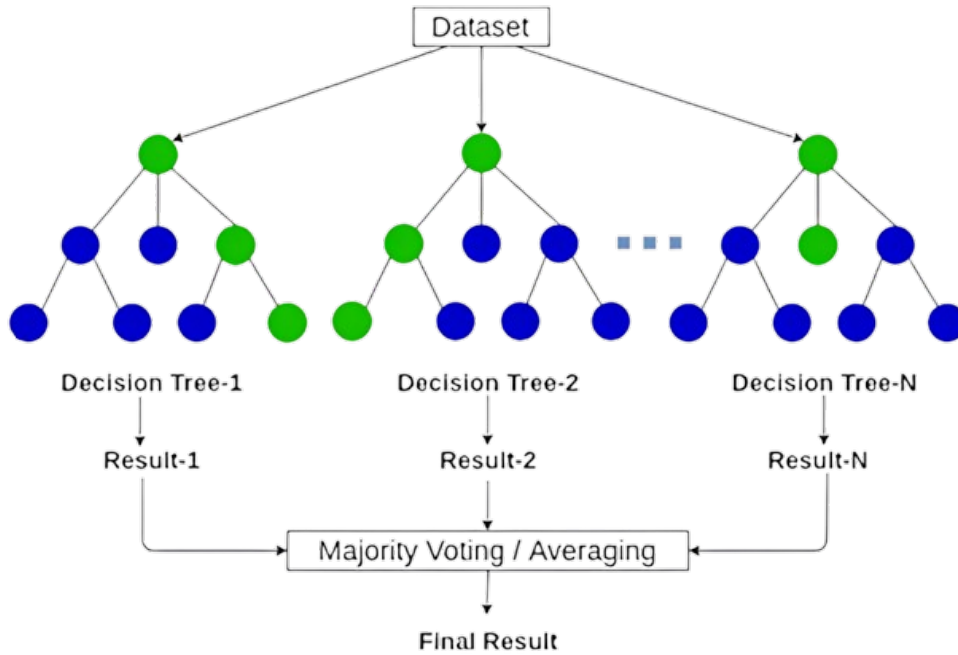 Dataset
Decision Tree-1
Decision Tree-2
Decision Tree-N
Result-1
Result-2
Result-N
Majority Voting / Averaging
Final Result